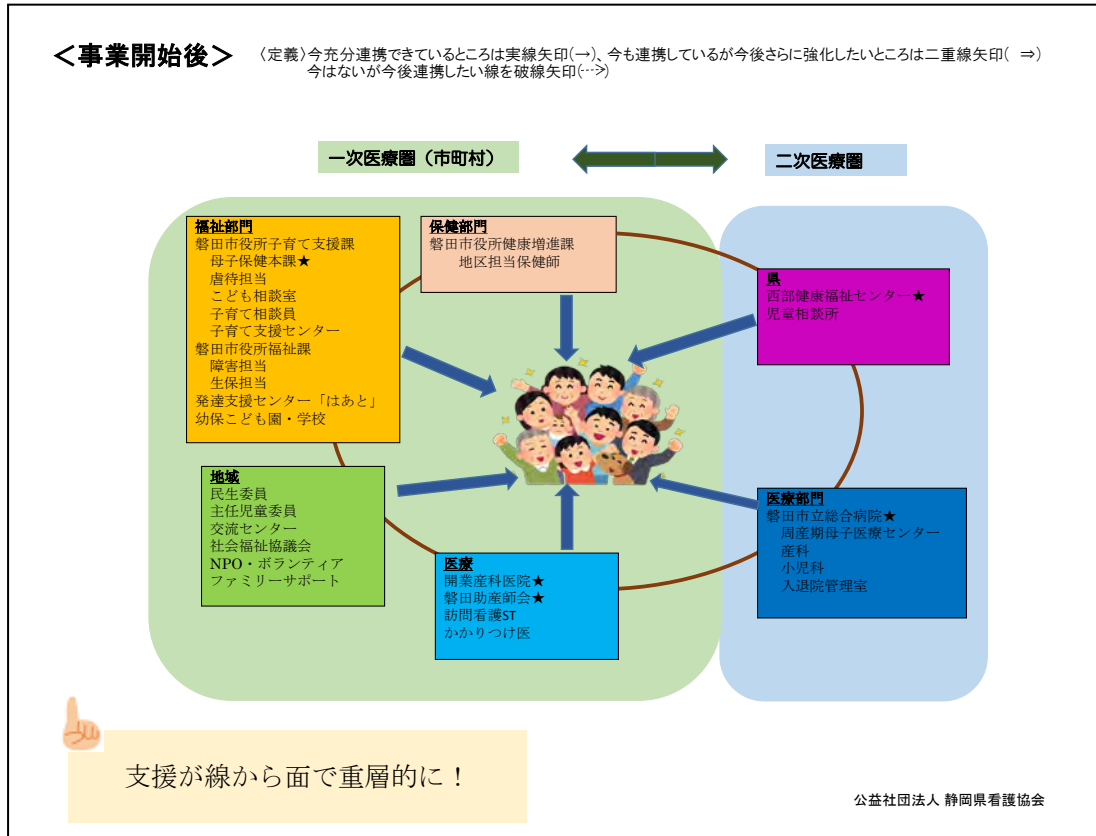 ＜事業開始後＞
〈定義〉今充分連携できているところは実線矢印(→)、今も連携しているが今後さらに強化したいところは二重線矢印( ⇒)
今はないが今後連携したい線を破線矢印(--->)
一次医療圏（市町村）
二次医療圏
福祉部門
磐田市役所子育て支援課
母子保健本課★
虐待担当
こども相談室
子育て相談員
子育て支援センター
磐田市役所福祉課
障害担当
生保担当
発達支援センター「はあと」
幼保こども園・学校
保健部門
磐田市役所健康増進課
地区担当保健師
県
西部健康福祉センター★
児童相談所
地域
民生委員
主任児童委員
交流センター
社会福祉協議会
NPO・ボランティア
ファミリーサポート
医療
開業産科医院★
磐田助産師会★
訪問看護ST
かかりつけ医
医療部門
磐田市立総合病院★
周産期母子医療センター
産科
小児科
入退院管理室
支援が線から面で重層的に！
公益社団法人 静岡県看護協会